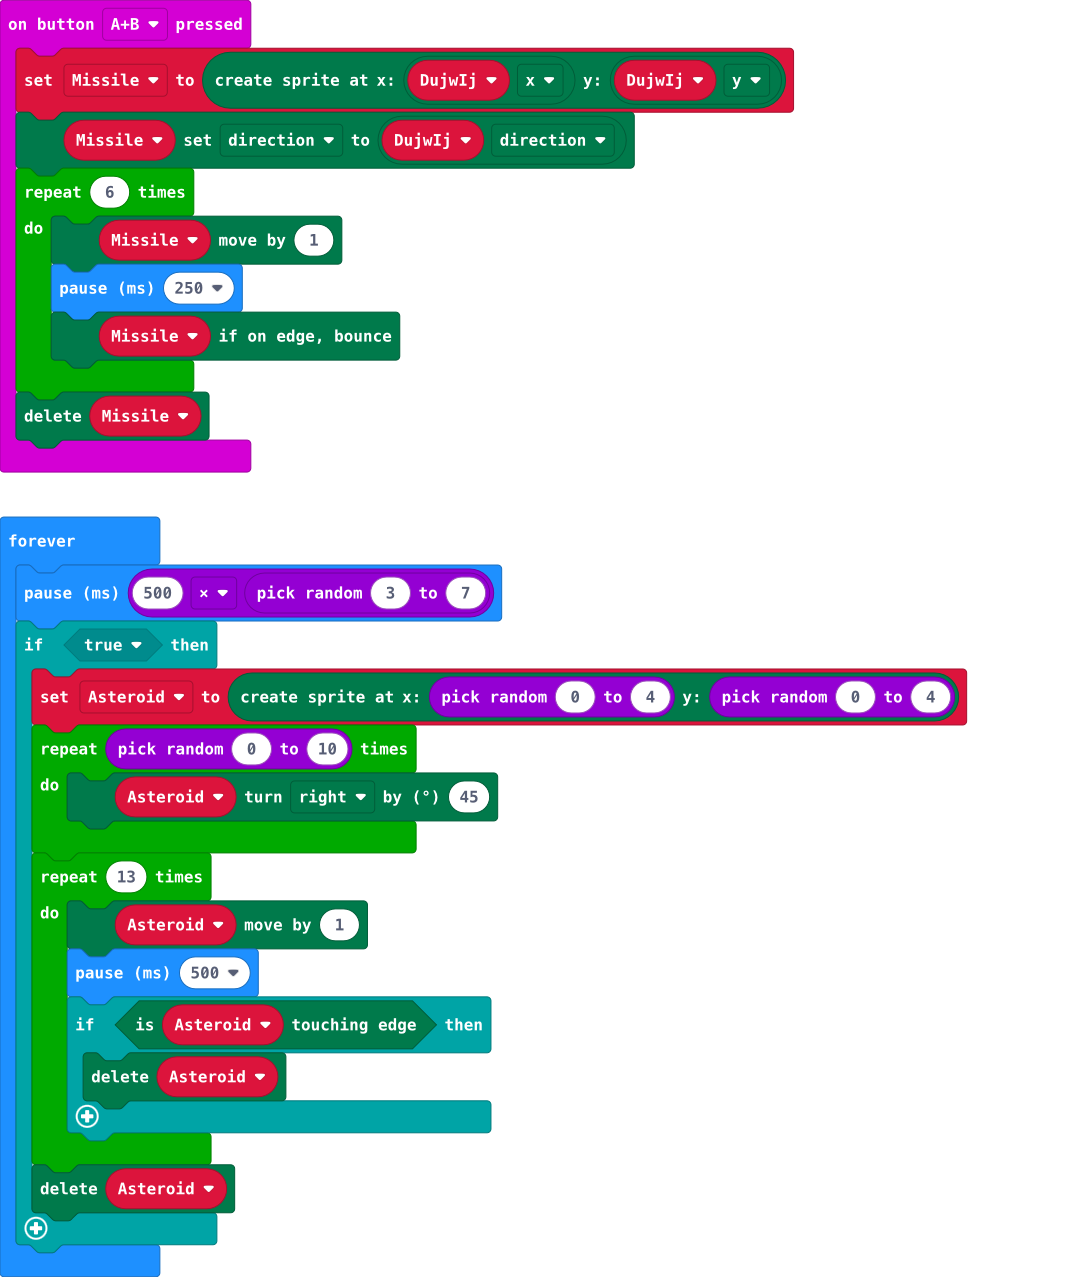 on button A+B pressed
set Missile to create sprite at x: DujwIj x y: DujwIj y
Missile set direction to DujwIj direction
repeat 6 times
do Missile move by 1
pause (ms) 250
Missile if on edge, bounce
delete Missile
forever
pause (ms) 500 × pick random 3 to 7
if true then
set Asteroid to create sprite at x: pick random 0 to 4 y: pick random 0 to 4
repeat pick random 0 to 10 times
do Asteroid turn right by (°) 45
repeat 13 times
do Asteroid move by 1
pause (ms) 500
if is Asteroid touching edge then
delete Asteroid
delete Asteroid